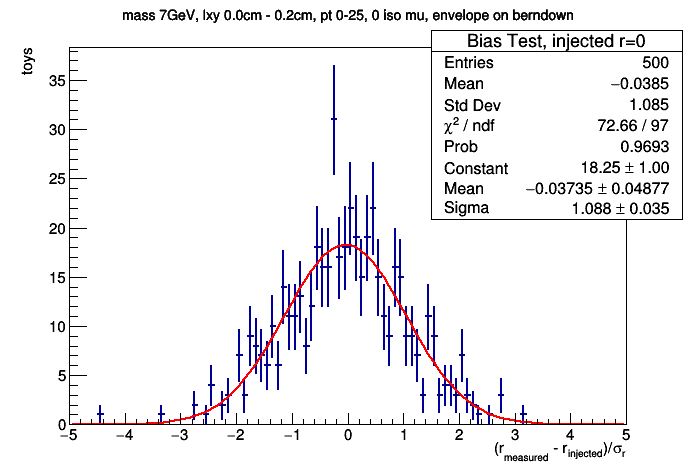 mass 7GeV, lxy 0.0cm - 0.2cm, pt 0-25, 0 iso mu, envelope on berndown
toys
Bias Test, injected r=0
Entries 500
Mean −0.0385
Std Dev 1.085
χ² / ndf 72.66 / 97
Prob 0.9693
Constant 18.25 ± 1.00
Mean −0.03735 ± 0.04877
Sigma 1.088 ± 0.035
35
30
25
20
15
10
5
0
−5 −4 −3 −2 −1 0 1 2 3 4 5
(r_measured - r_injected)/σ_r